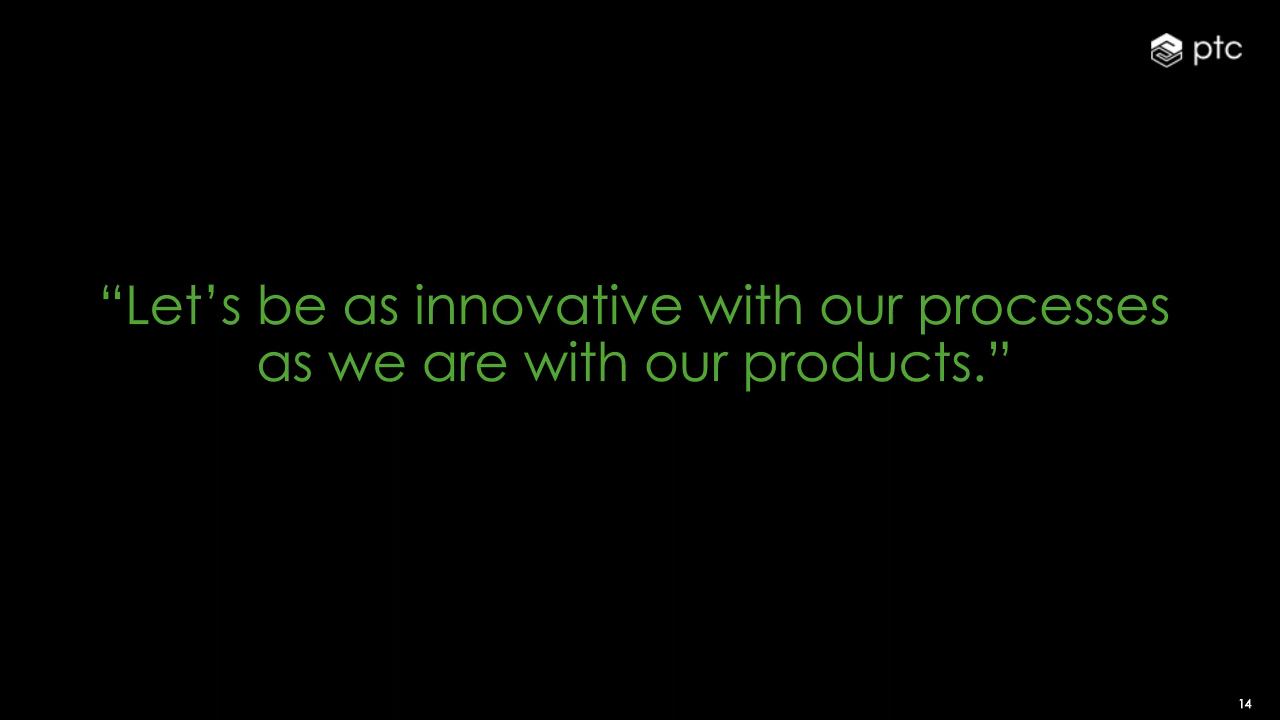 ptc
“Let’s be as innovative with our processes
as we are with our products.”
14